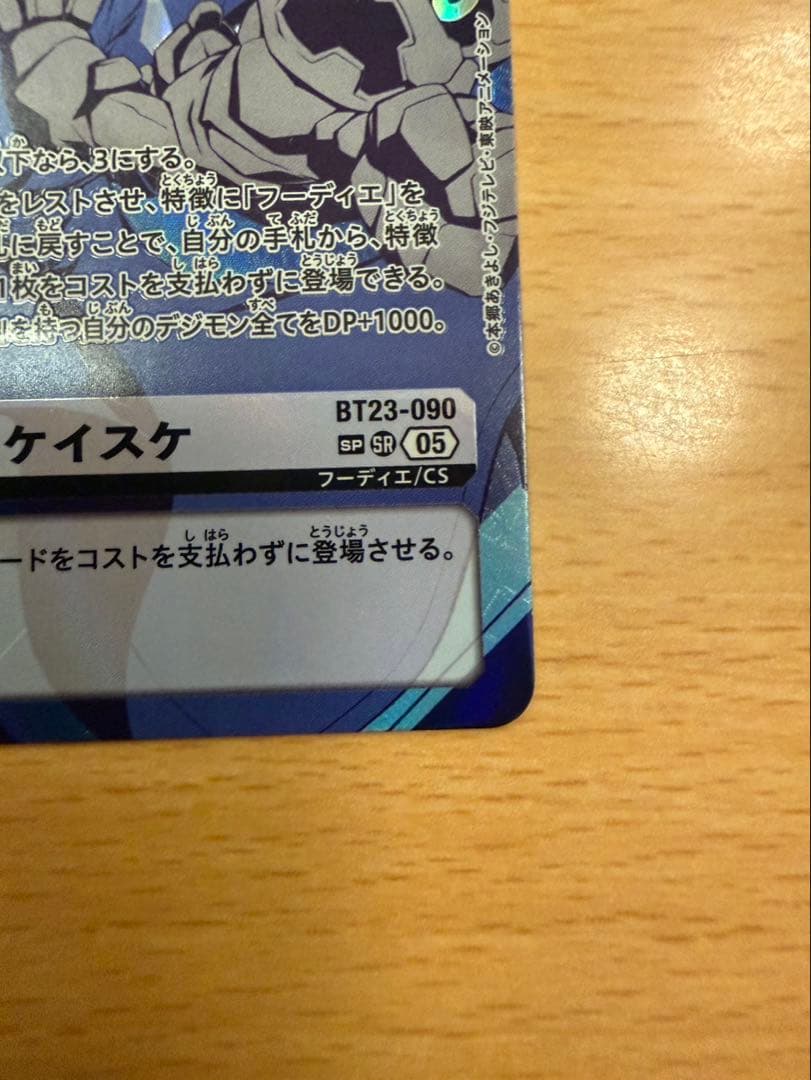 下なら、3にする。
をレストさせ、特徴に「フーディエ」を
に戻すことで、自分の手札から、特徴
1枚をコストを支払わずに登場できる。
を持つ自分のデジモン全てをDP+1000。
©本郷あきよし・フジテレビ・東映アニメーション
BT23-090
ケイスケ
SP SR 05
フーディエ/CS
ードをコストを支払わずに登場させる。